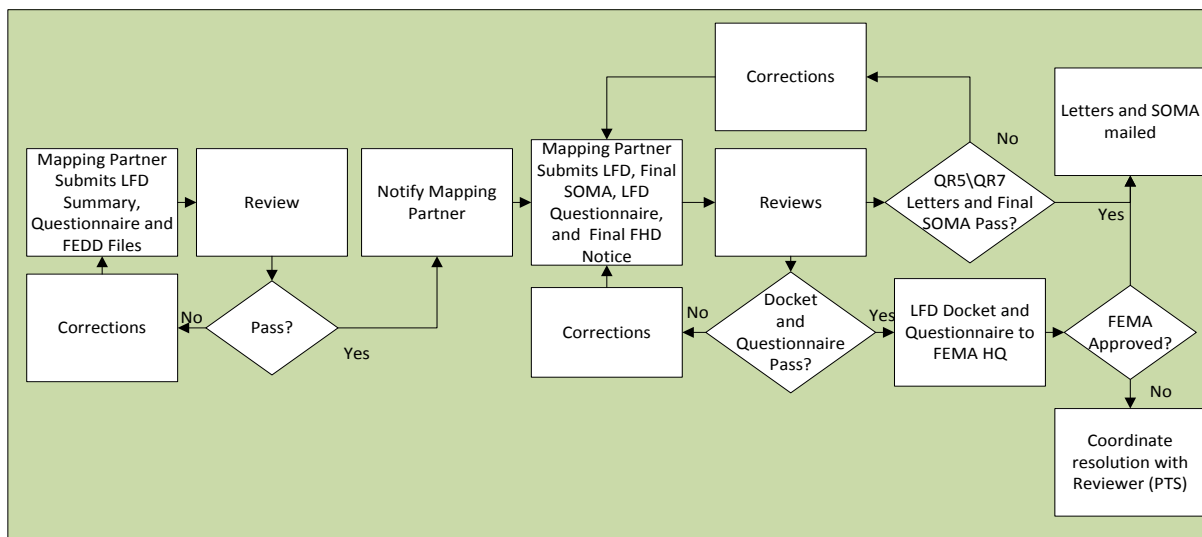 Corrections
Letters and SOMA
mailed
No
Mapping Partner
Submits LFD
Summary,
Questionnaire and
FEDD Files
Review
Notify Mapping
Partner
Mapping Partner
Submits LFD, Final
SOMA, LFD
Questionnaire,
and Final FHD
Notice
Reviews
QR5\QR7
Letters and Final
SOMA Pass?
Yes
Corrections
No
Pass?
Yes
Corrections
No
Docket
and
Questionnaire
Pass?
Yes
LFD Docket and
Questionnaire to
FEMA HQ
FEMA
Approved?
No
Coordinate
resolution with
Reviewer (PTS)